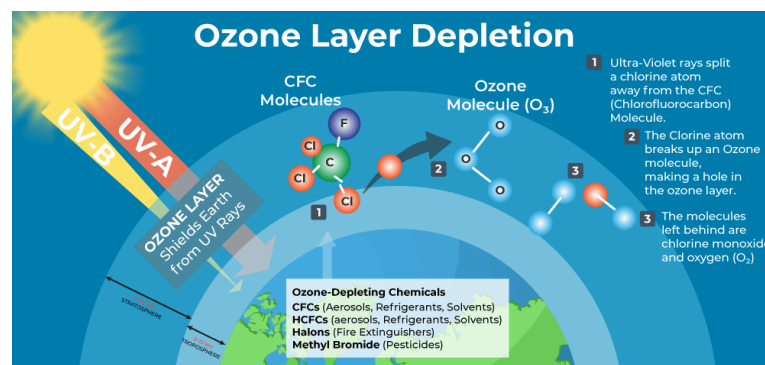 Ozone Layer Depletion
UV-B
UV-A
OZONE LAYER
Shields Earth
from UV Rays
CFC
Molecules
F
Cl
C
Cl
Cl
1
Ozone
Molecule (O3)
O
O
O
2
3
1 Ultra-Violet rays split
a chlorine atom
away from the CFC
(Chlorofluorocarbon)
Molecule.
2 The Clorine atom
breaks up an Ozone
molecule,
making a hole in
the ozone layer.
3 The molecules
left behind are
chlorine monoxide
and oxygen (O2)
STRATOSPHERE
TROPOSPHERE
Ozone-Depleting Chemicals
CFCs (Aerosols, Refrigerants, Solvents)
HCFCs (aerosols, Refrigerants, Solvents)
Halons (Fire Extinguishers)
Methyl Bromide (Pesticides)